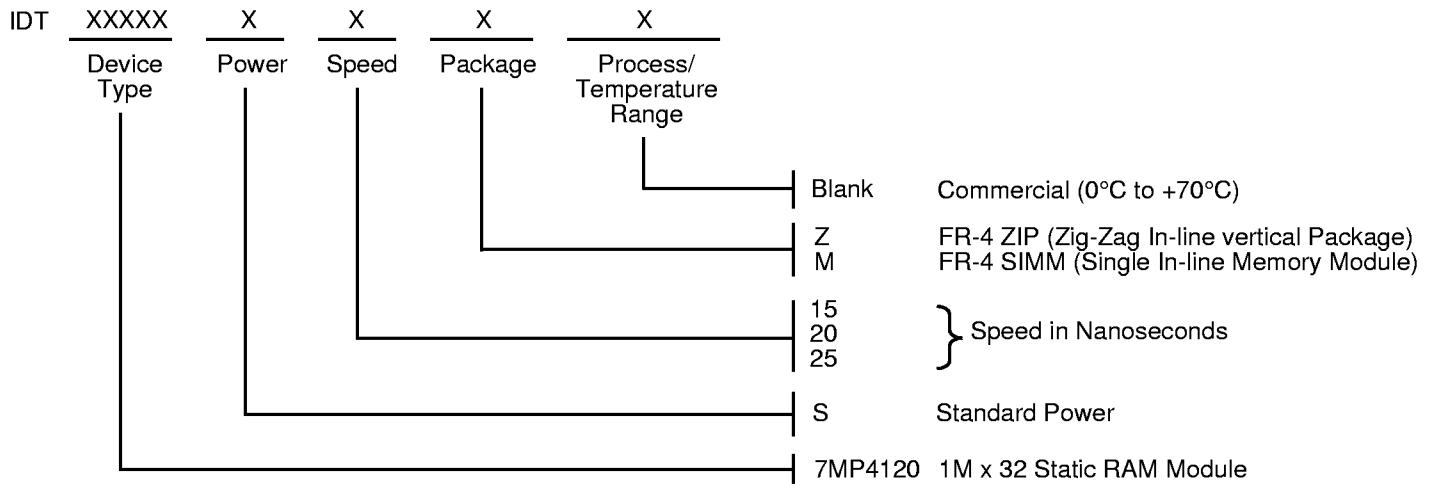 IDT XXXXX X X X X
Device Type Power Speed Package Process/ Temperature Range
Blank Commercial (0°C to +70°C)
Z FR-4 ZIP (Zig-Zag In-line vertical Package)
M FR-4 SIMM (Single In-line Memory Module)
15
20 Speed in Nanoseconds
25
S Standard Power
7MP4120 1M x 32 Static RAM Module